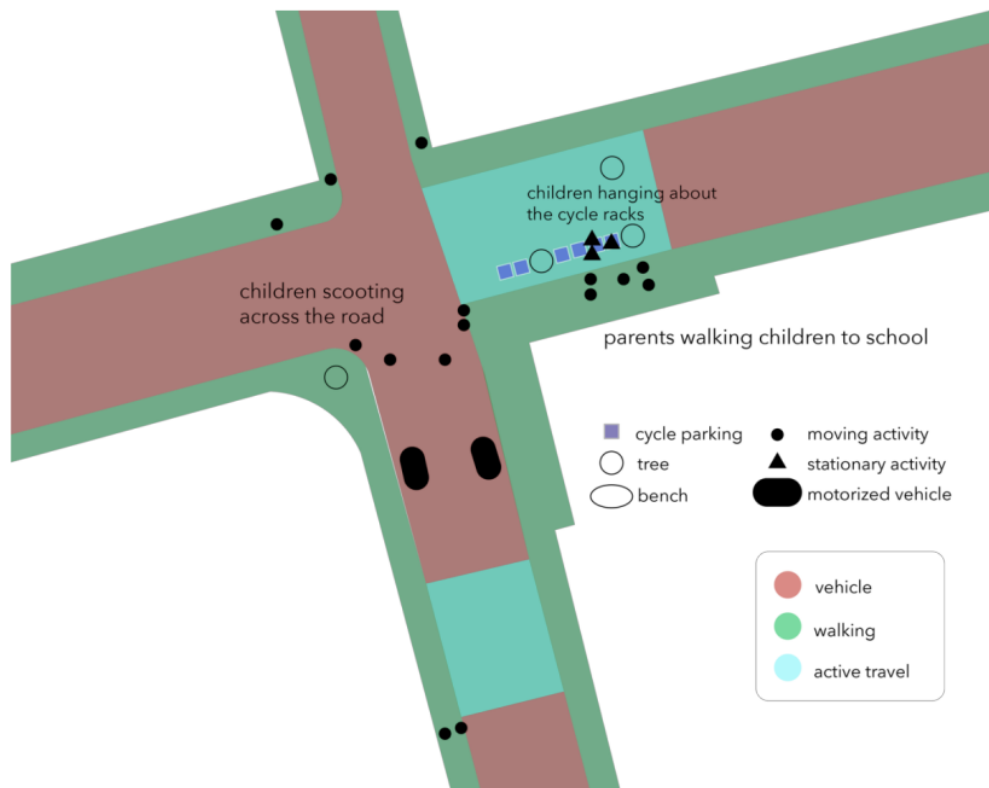 children hanging about
the cycle racks
children scooting
across the road
parents walking children to school
cycle parking
moving activity
tree
stationary activity
bench
motorized vehicle
vehicle
walking
active travel